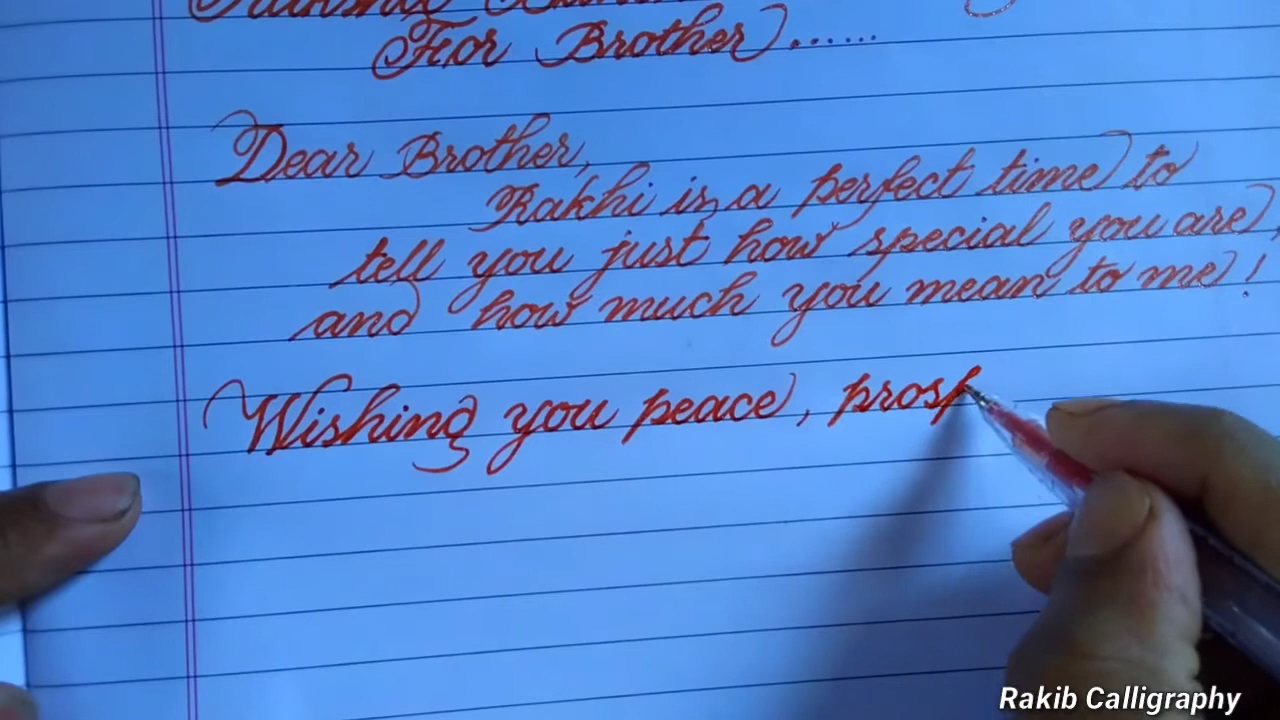 For Brother......
Dear Brother,
Rakhi is a perfect time to
tell you just how special you are,
and how much you mean to me!
Wishing you peace, prosp
Rakib Calligraphy